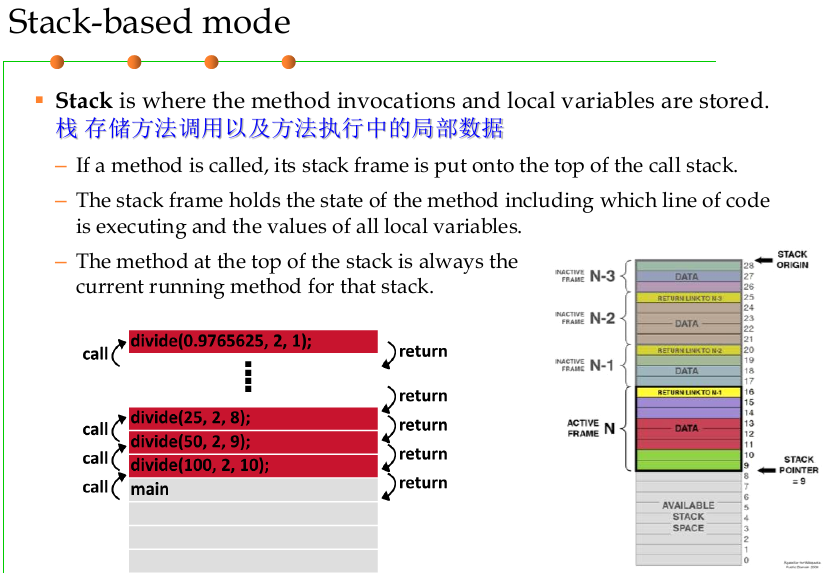 Stack-based mode
Stack is where the method invocations and local variables are stored.
栈 存储方法调用以及方法执行中的局部数据
– If a method is called, its stack frame is put onto the top of the call stack.
– The stack frame holds the state of the method including which line of code
is executing and the values of all local variables.
– The method at the top of the stack is always the
current running method for that stack.
divide(0.9765625, 2, 1);
call
return
return
divide(25, 2, 8);
call
return
divide(50, 2, 9);
call
return
divide(100, 2, 10);
call
return
main
INACTIVE
FRAME N-3
DATA
28
27
26
STACK
ORIGIN
INACTIVE
FRAME N-2
RETURN LINK TO N-3
DATA
25
24
23
22
21
INACTIVE
FRAME N-1
RETURN LINK TO N-2
DATA
20
19
18
17
ACTIVE
FRAME N
RETURN LINK TO N-1
DATA
16
15
14
13
12
11
10
9
STACK
POINTER
= 9
AVAILABLE
STACK
SPACE
8
7
6
5
4
3
2
1
0